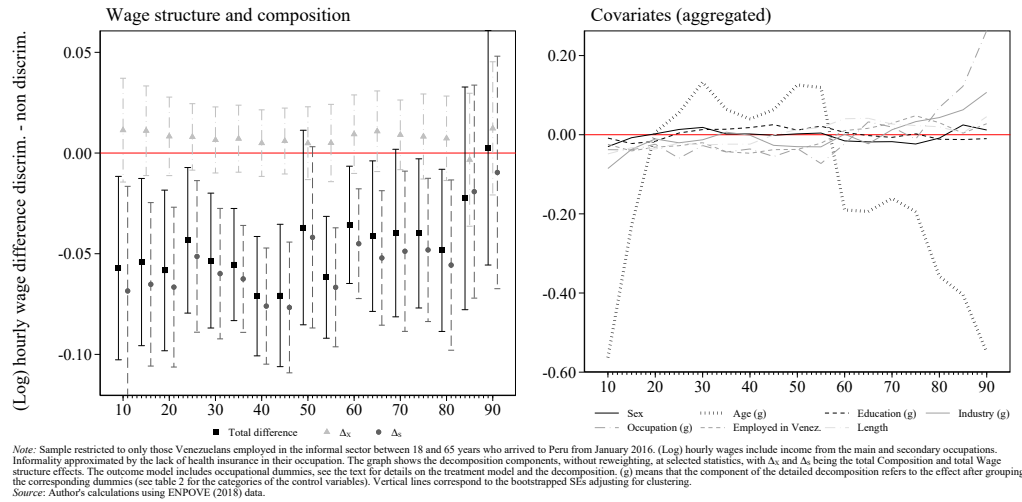 Wage structure and composition
Covariates (aggregated)
(Log) hourly wage difference discrim. - non discrim.
0.05
0.00
-0.05
-0.10
10 20 30 40 50 60 70 80 90
Total difference Δx Δs
0.20
0.00
-0.20
-0.40
-0.60
10 20 30 40 50 60 70 80 90
Sex Age (g) Education (g) Industry (g)
Occupation (g) Employed in Venez. Length
Note: Sample restricted to only those Venezuelans employed in the informal sector between 18 and 65 years who arrived to Peru from January 2016. (Log) hourly wages include income from the main and secondary occupations.
Informality approximated by the lack of health insurance in their occupation. The graph shows the decomposition components, without reweighting, at selected statistics, with Δx and Δs being the total Composition and total Wage
structure effects. The outcome model includes occupational dummies, see the text for details on the treatment model and the decomposition. (g) means that the component of the detailed decomposition refers to the effect after grouping
the corresponding dummies (see table 2 for the categories of the control variables). Vertical lines correspond to the bootstrapped SEs adjusting for clustering.
Source: Author's calculations using ENPOVE (2018) data.